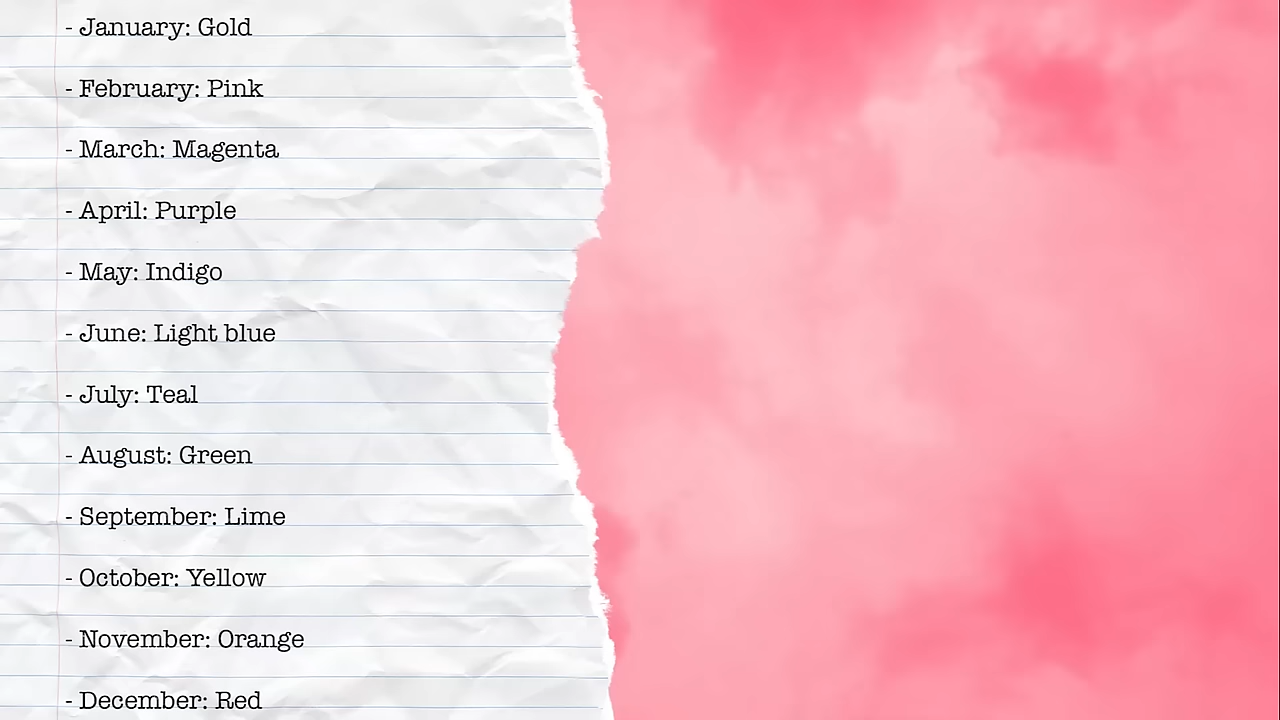 - January: Gold
- February: Pink
- March: Magenta
- April: Purple
- May: Indigo
- June: Light blue
- July: Teal
- August: Green
- September: Lime
- October: Yellow
- November: Orange
- December: Red